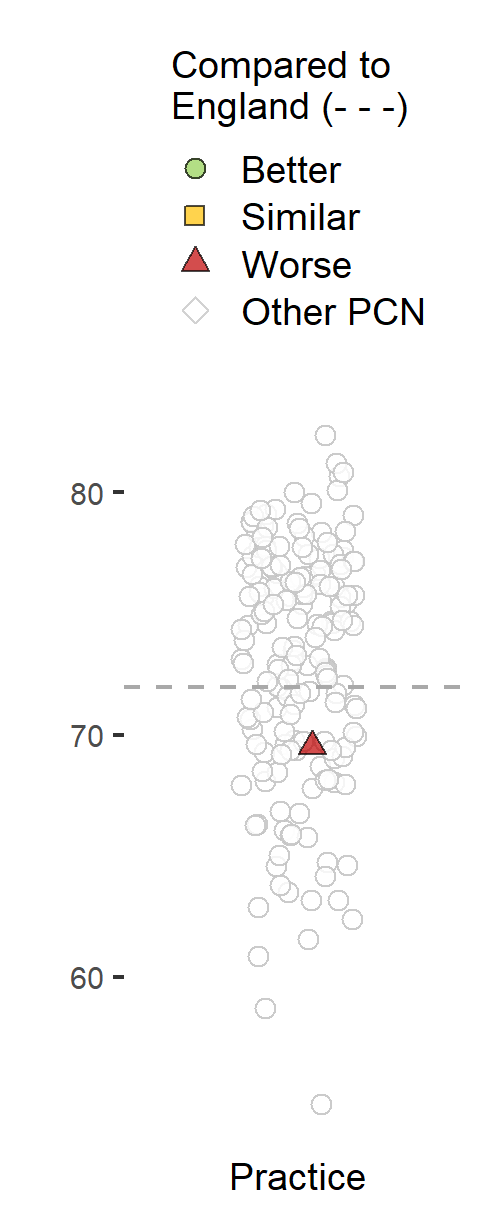 Compared to
England (- - -)
Better
Similar
Worse
Other PCN
80
70
60
Practice